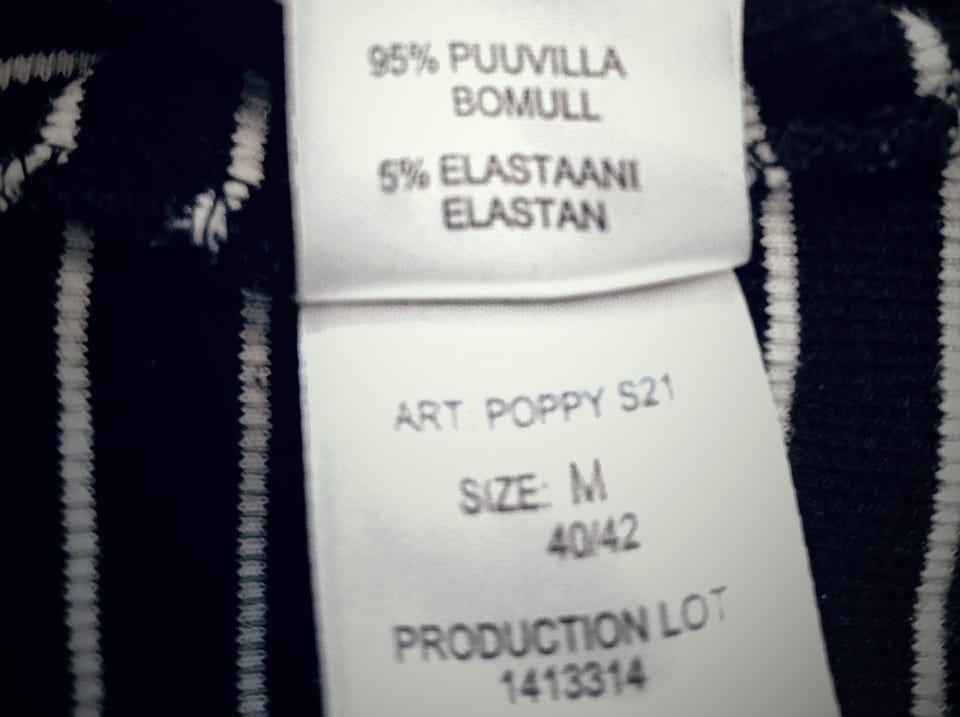 95% PUUVILLA
BOMULL
5% ELASTAANI
ELASTAN
ART: POPPY S21
SIZE: M
40/42
PRODUCTION LOT
1413314